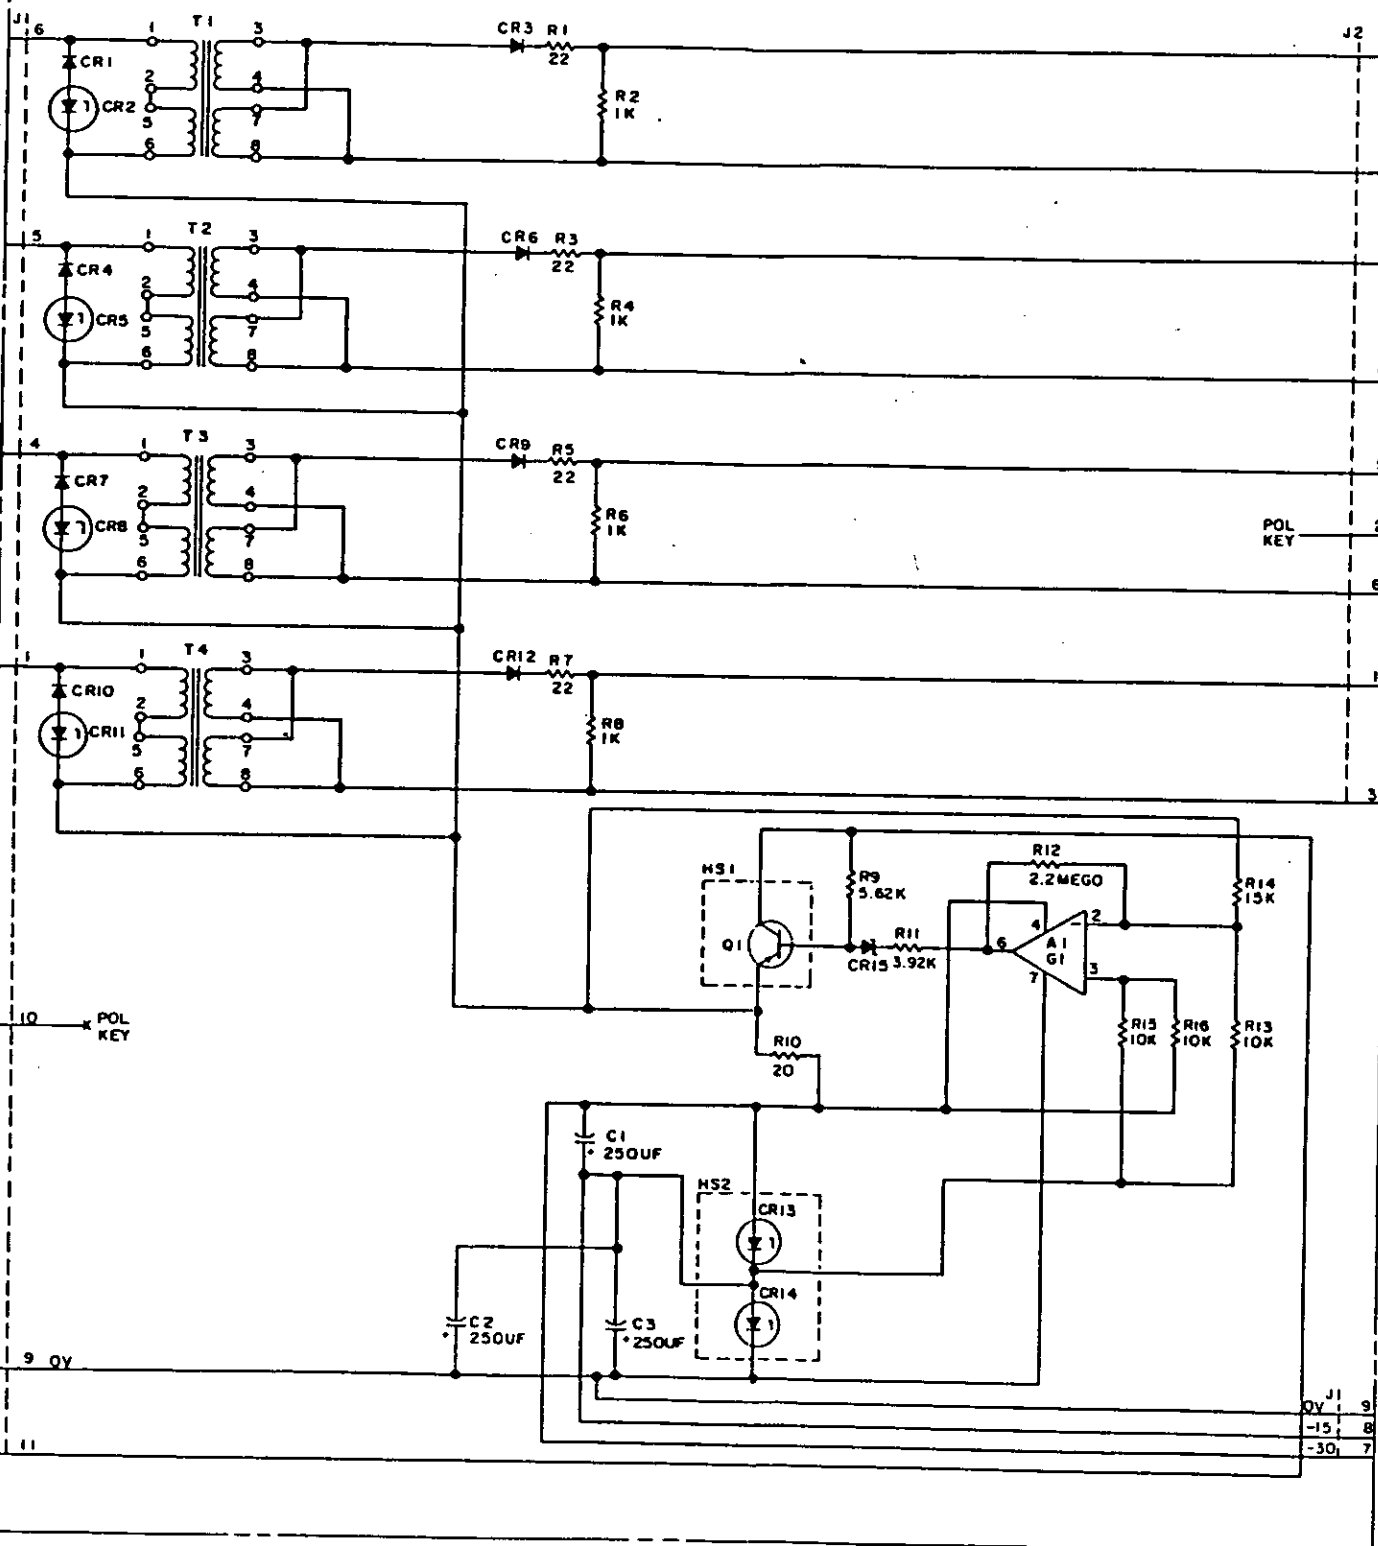 J1
6
1
T1
3
CR3
R1
22
J2
CR1
2
4
CR2
5
7
R2
1K
6
8
5
1
T2
3
CR6
R3
22
CR4
2
4
CR5
5
7
R4
1K
6
8
4
1
T3
3
CR9
R5
22
CR7
2
4
CR8
5
7
R6
1K
POL
KEY
2
6
8
6
1
1
T4
3
CR12
R7
22
CR10
2
4
CR11
5
7
R8
1K
6
8
3
HS1
R9
5.62K
R12
2.2MEGO
R14
15K
Q1
CR15
R11
3.92K
6
4
A1
G1
2
3
7
10
POL
KEY
R10
20
R15
10K
R16
10K
R13
10K
C1
+ 250UF
HS2
CR13
CR14
C2
+ 250UF
C3
+ 250UF
9 0V
J1
0V 9
-15 8
-30 7
11